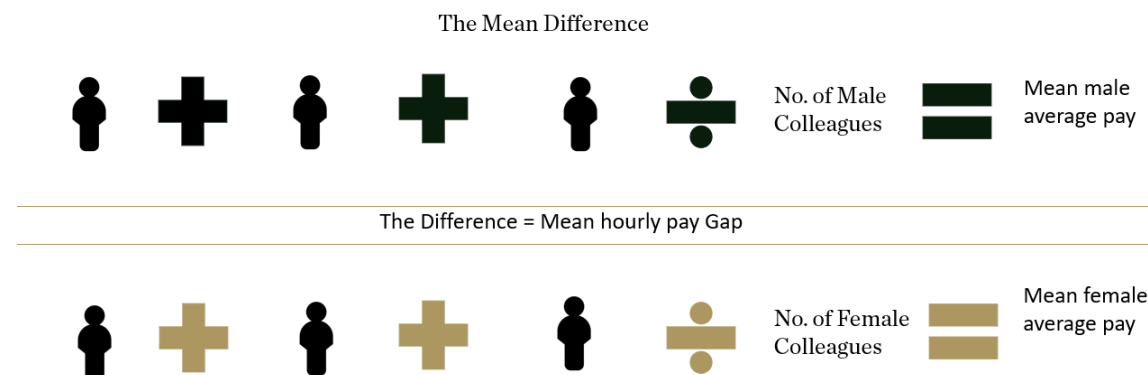 The Mean Difference
No. of Male
Colleagues
Mean male
average pay
The Difference = Mean hourly pay Gap
No. of Female
Colleagues
Mean female
average pay